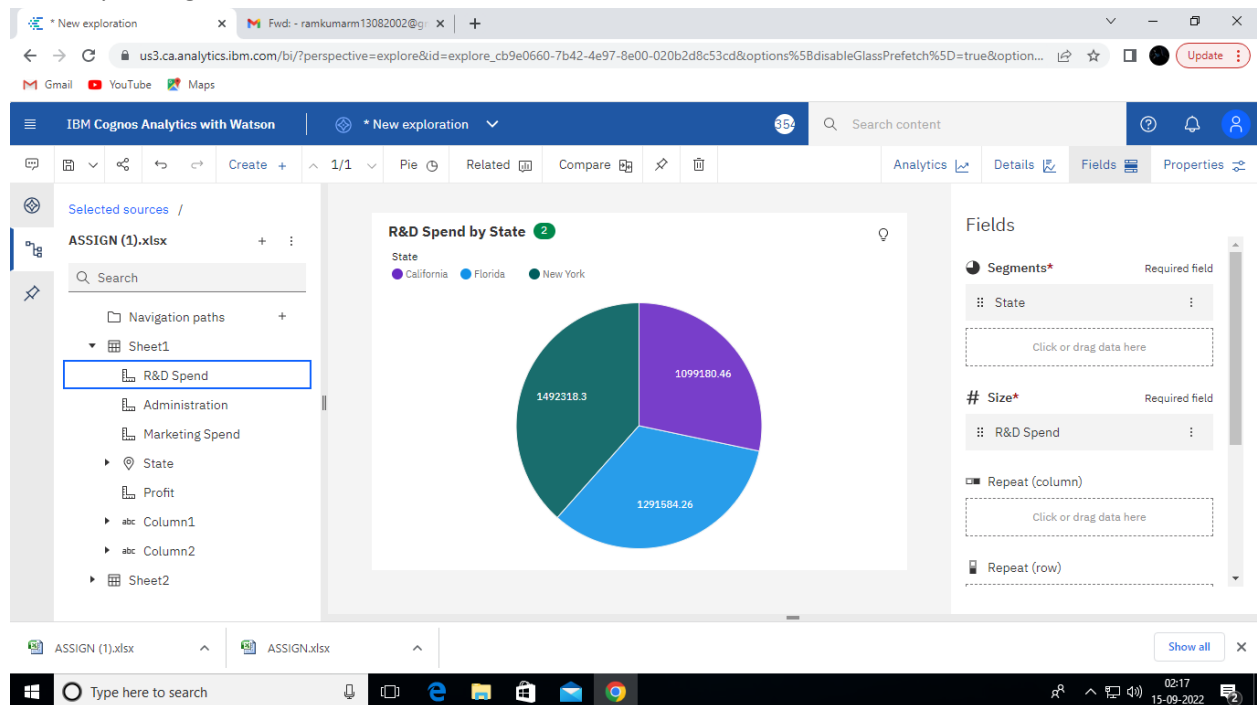 * New exploration
Fwd: - ramkumarm13082002@g
us3.ca.analytics.ibm.com/bi/?perspective=explore&id=explore_cb9e0660-7b42-4e97-8e00-020b2d8c53cd&options%5BdisableGlassPrefetch%5D=true&option...
Update
Gmail YouTube Maps
IBM Cognos Analytics with Watson
* New exploration
354
Search content
Create + 1/1 Pie Related Compare
Analytics Details Fields Properties
Selected sources /
ASSIGN (1).xlsx
Search
Navigation paths +
Sheet1
R&D Spend
Administration
Marketing Spend
State
Profit
abc Column1
abc Column2
Sheet2
R&D Spend by State 2
State
California Florida New York
1099180.46
1492318.3
1291584.26
Fields
Segments* Required field
State
Click or drag data here
# Size* Required field
R&D Spend
Repeat (column)
Click or drag data here
Repeat (row)
ASSIGN (1).xlsx
ASSIGN.xlsx
Show all
Type here to search
02:17
15-09-2022
2